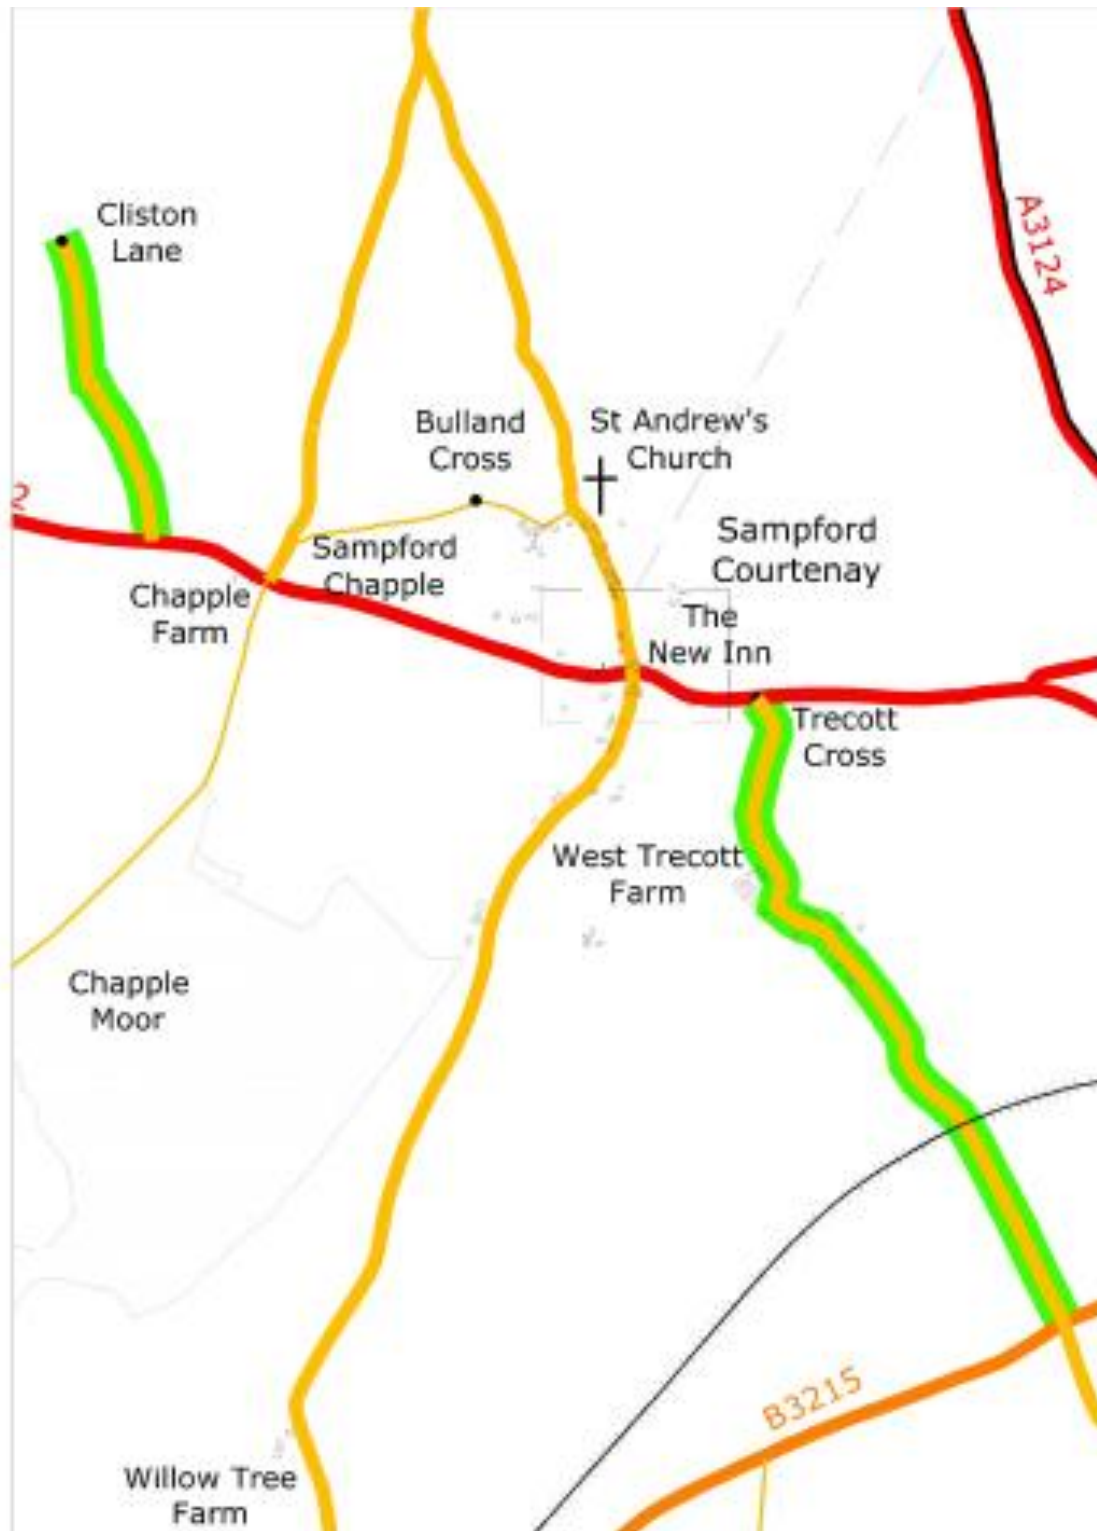 Cliston
Lane
A3124
Bulland
Cross
St Andrew's
Church
2
Sampford
Chapple
Sampford
Courtenay
Chapple
Farm
The
New Inn
Trecott
Cross
West Trecott
Farm
Chapple
Moor
B3215
Willow Tree
Farm